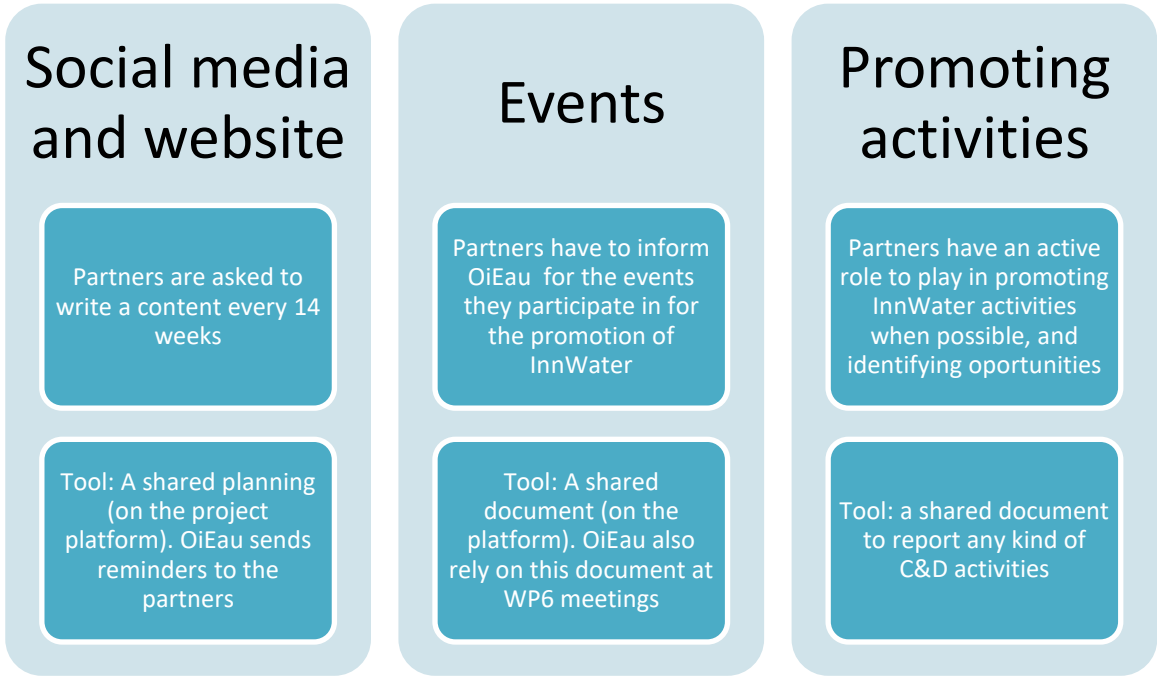 Social media
and website
Partners are asked to
write a content every 14
weeks
Tool: A shared planning
(on the project
platform). OiEau sends
reminders to the
partners
Events
Partners have to inform
OiEau  for the events
they participate in for
the promotion of
InnWater
Tool: A shared
document (on the
platform). OiEau also
rely on this document at
WP6 meetings
Promoting
activities
Partners have an active
role to play in promoting
InnWater activities
when possible, and
identifying oportunities
Tool: a shared document
to report any kind of
C&D activities